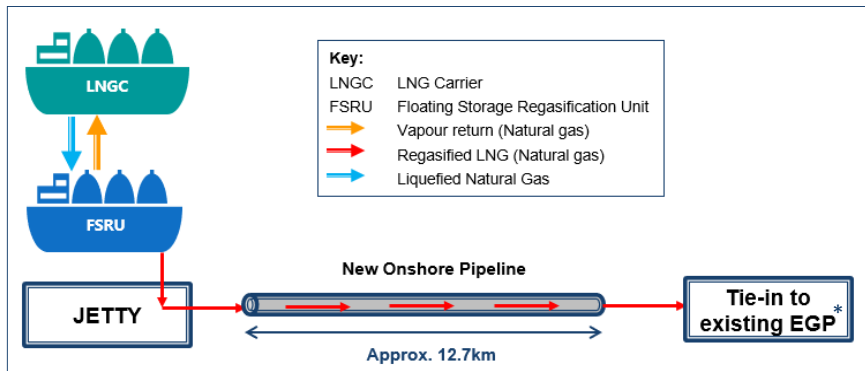 LNGC
Key:
LNGC LNG Carrier
FSRU Floating Storage Regasification Unit
Vapour return (Natural gas)
Regasified LNG (Natural gas)
Liquefied Natural Gas
FSRU
New Onshore Pipeline
JETTY
Tie-in to
existing EGP*
Approx. 12.7km